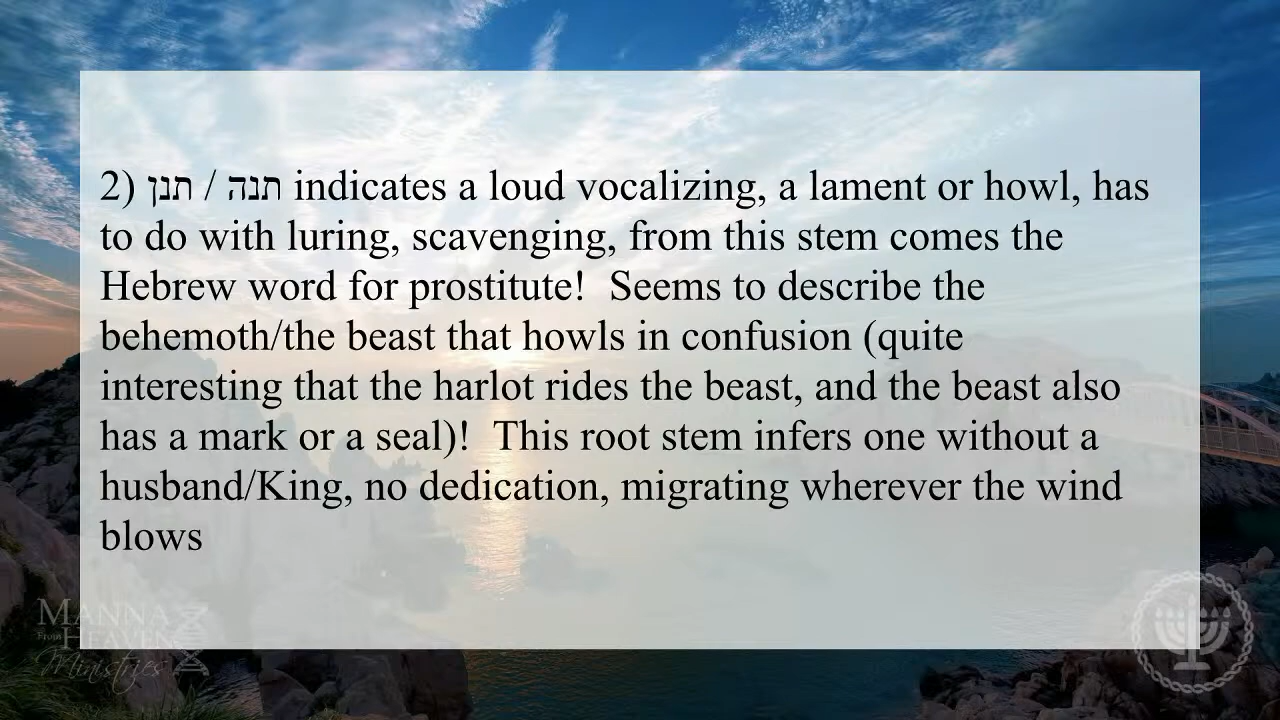 2) תנה / תנן indicates a loud vocalizing, a lament or howl, has
to do with luring, scavenging, from this stem comes the
Hebrew word for prostitute!  Seems to describe the
behemoth/the beast that howls in confusion (quite
interesting that the harlot rides the beast, and the beast also
has a mark or a seal)!  This root stem infers one without a
husband/King, no dedication, migrating wherever the wind
blows
MANNA
From HEAVEN
Ministries